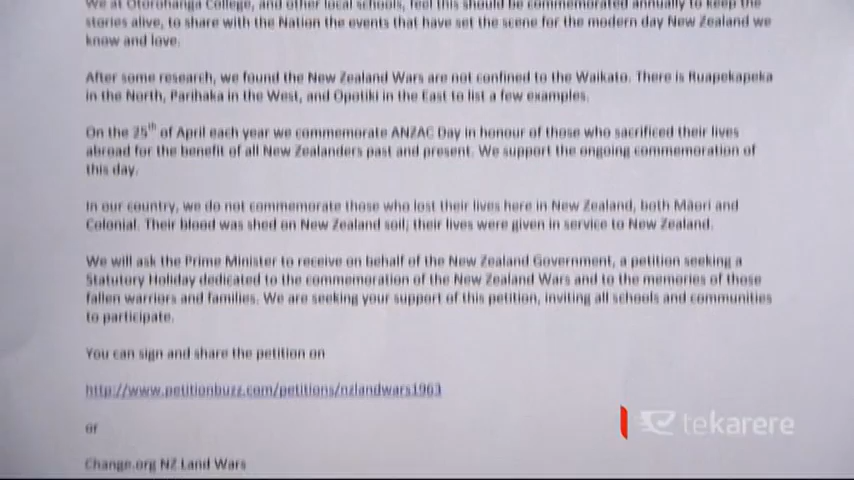 We at Otorohanga College, and other local schools, feel this should be commemorated annually to keep the
stories alive, to share with the Nation the events that have set the scene for the modern day New Zealand we
know and love.
After some research, we found the New Zealand Wars are not confined to the Waikato. There is Ruapekapeka
in the North, Parihaka in the West, and Opotiki in the East to list a few examples.
On the 25th of April each year we commemorate ANZAC Day in honour of those who sacrificed their lives
abroad for the benefit of all New Zealanders past and present. We support the ongoing commemoration of
this day.
In our country, we do not commemorate those who lost their lives here in New Zealand, both Māori and
Colonial. Their blood was shed on New Zealand soil; their lives were given in service to New Zealand.
We will ask the Prime Minister to receive on behalf of the New Zealand Government, a petition seeking a
Statutory Holiday dedicated to the commemoration of the New Zealand Wars and to the memories of those
fallen warriors and families. We are seeking your support of this petition, inviting all schools and communities
to participate.
You can sign and share the petition on
http://www.petitionbuzz.com/petitions/nzlandwars1963
or
Change.org NZ Land Wars
tekarere